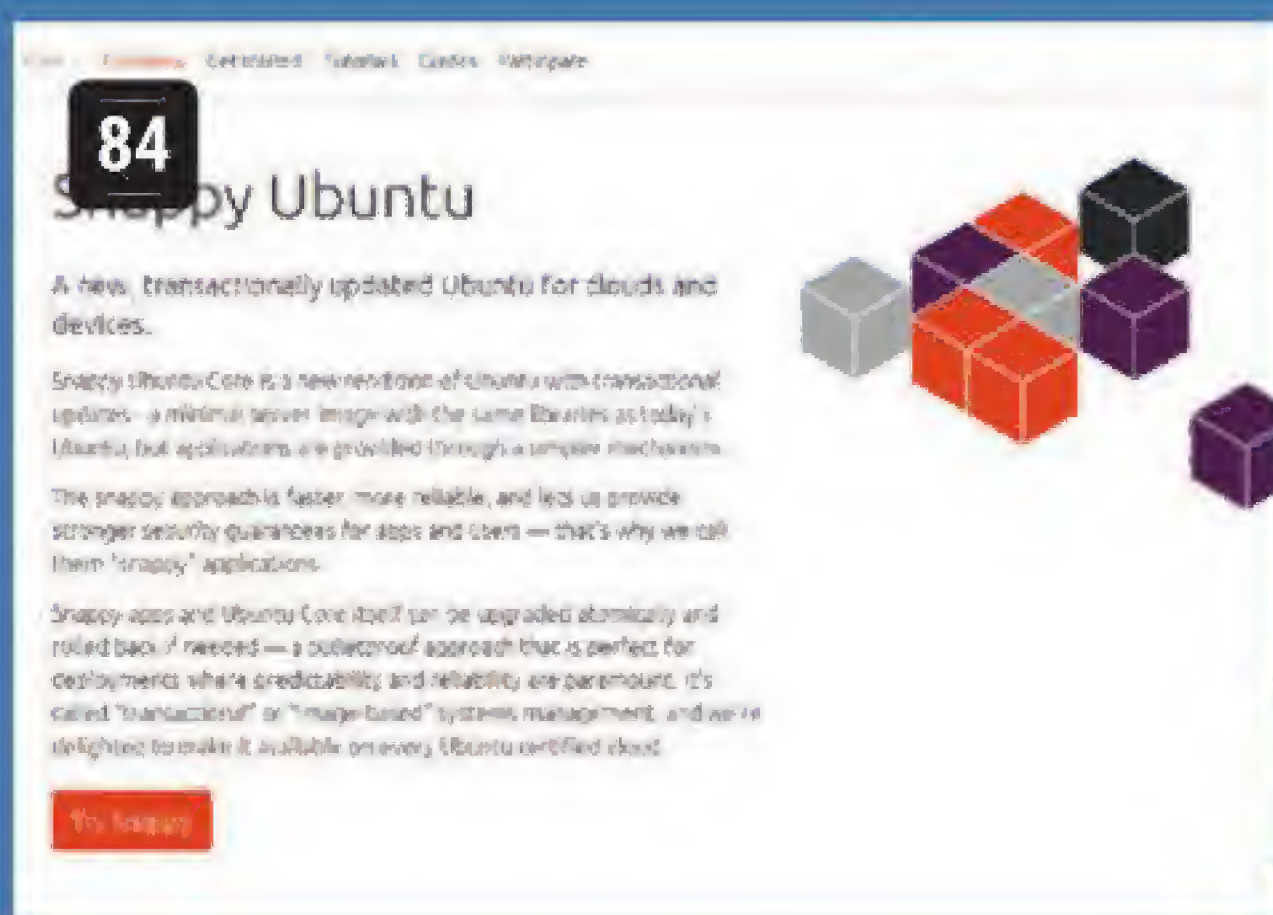 Get started Tutorials Guides Participate
84
Snappy Ubuntu
A new, transactionally updated Ubuntu for clouds and
devices.
Snappy Ubuntu Core is a new rendition of Ubuntu with transactional
updates - a minimal server image with the same libraries as today's
Ubuntu, but applications are provided through a simpler mechanism.
The snappy approach is faster, more reliable, and lets us provide
stronger security guarantees for apps and users — that's why we call
them "snappy" applications.
Snappy apps and Ubuntu Core itself can be upgraded atomically and
rolled back if needed — a bulletproof approach that is perfect for
deployments where predictability and reliability are paramount. It's
called "transactional" or "image-based" systems management, and we're
delighted to make it available on every Ubuntu certified cloud.
Try Snappy